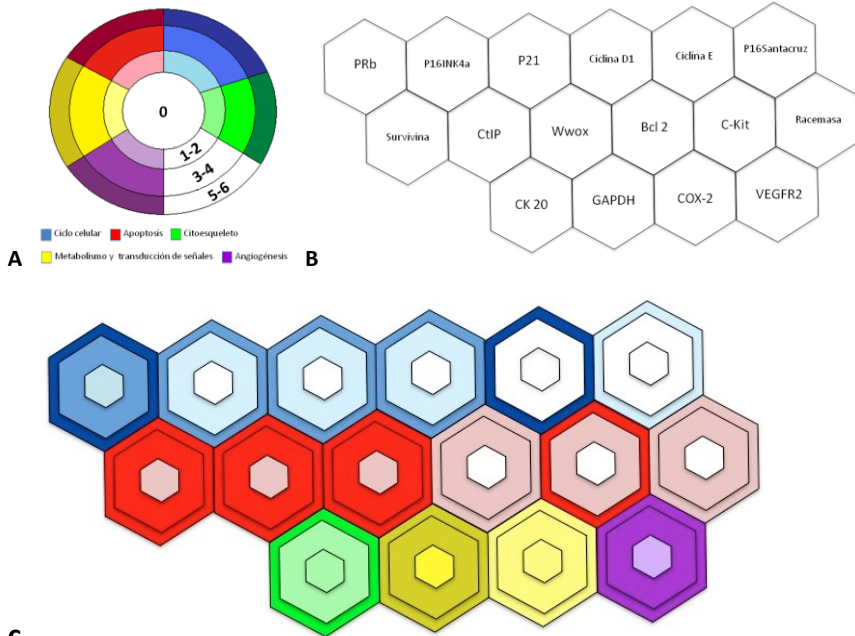 0
1-2
3-4
5-6
Ciclo celular Apoptosis Citoesqueleto
Metabolismo y transducción de señales Angiogénesis
A
B
PRb P16INK4a P21 Ciclina D1 Ciclina E P16Santacruz
Survivina CtIP Wwox Bcl 2 C-Kit Racemasa
CK 20 GAPDH COX-2 VEGFR2
C